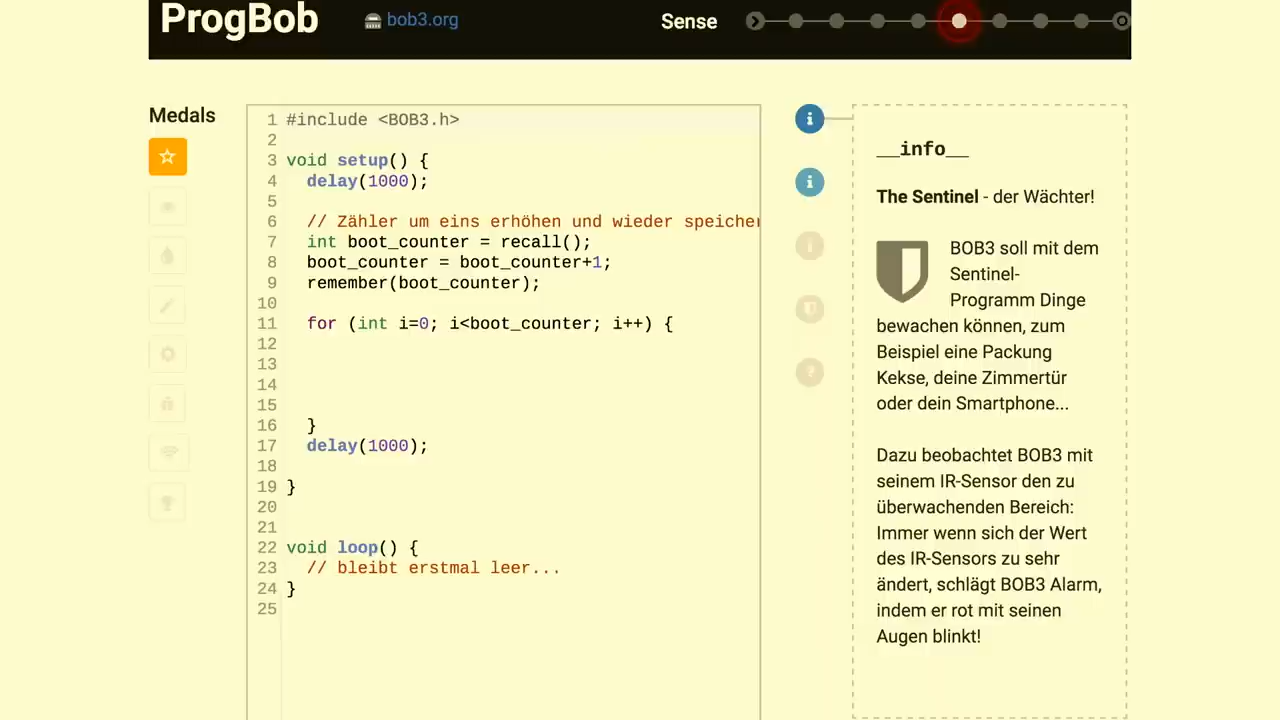 ProgBob
bob3.org
Sense
Medals
1 #include <BOB3.h>
2
3 void setup() {
4 delay(1000);
5
6 // Zähler um eins erhöhen und wieder speicher
7 int boot_counter = recall();
8 boot_counter = boot_counter+1;
9 remember(boot_counter);
10
11 for (int i=0; i<boot_counter; i++) {
12
13
14
15
16 }
17 delay(1000);
18
19 }
20
21
22 void loop() {
23 // bleibt erstmal leer...
24 }
25
__info__
The Sentinel - der Wächter!
BOB3 soll mit dem
Sentinel-
Programm Dinge
bewachen können, zum
Beispiel eine Packung
Kekse, deine Zimmertür
oder dein Smartphone...
Dazu beobachtet BOB3 mit
seinem IR-Sensor den zu
überwachenden Bereich:
Immer wenn sich der Wert
des IR-Sensors zu sehr
ändert, schlägt BOB3 Alarm,
indem er rot mit seinen
Augen blinkt!